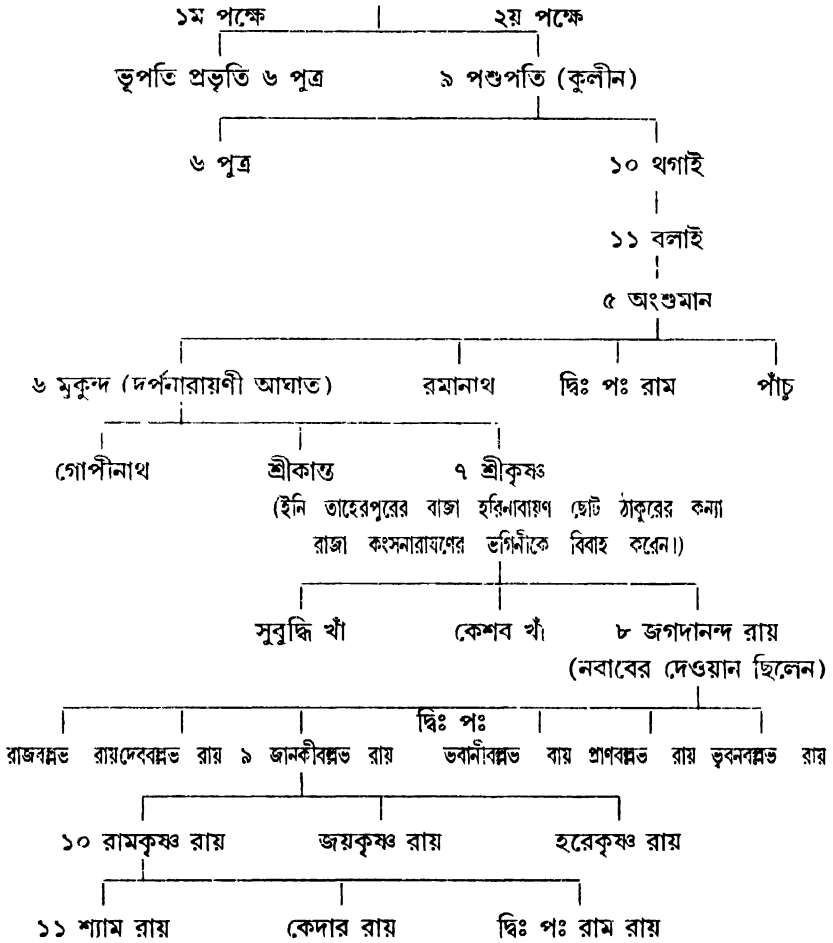 ১ম পক্ষে ২য় পক্ষে
ভূপতি প্রভৃতি ৬ পুত্র ৯ পশুপতি (কুলীন)
৬ পুত্র ১০ থগাই
১১ বলাই
৫ অংশুমান
৬ মুকুন্দ (দর্পনারায়ণী আঘাত) রমানাথ দ্বিঃ পঃ রাম পাঁচু
গোপীনাথ শ্রীকান্ত ৭ শ্রীকৃষ্ণ
(ইনি তাহেরপুরের বাজা হরিনাবায়ণ ছোট ঠাকুরের কন্যা
রাজা কংসনারাযণের ভগিনীকে বিবাহ করেন।)
সুবুদ্ধি খাঁ কেশব খাঁ ৮ জগদানন্দ রায়
(নবাবের দেওয়ান ছিলেন)
দ্বিঃ পঃ
রাজবল্লভ রায়দেববল্লভ রায় ৯ জানকীবল্লভ রায় ভবানীবল্লভ বায় প্রাণবল্লভ রায় ভুবনবল্লভ রায়
১০ রামকৃষ্ণ রায় জয়কৃষ্ণ রায় হরেকৃষ্ণ রায়
১১ শ্যাম রায় কেদার রায় দ্বিঃ পঃ রাম রায়